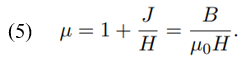 (5) μ = 1 + J/H = B/μ₀H.